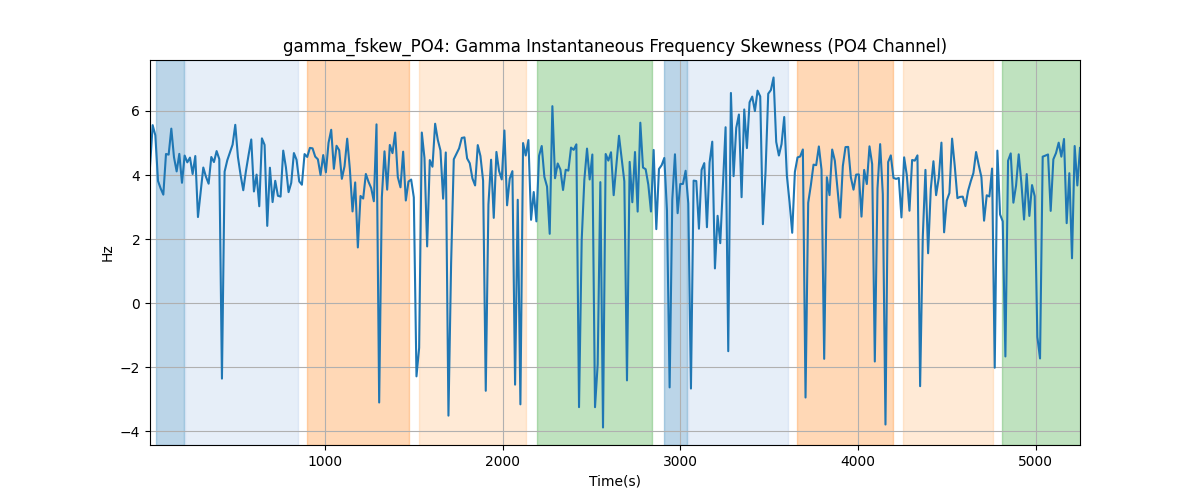 gamma_fskew_PO4: Gamma Instantaneous Frequency Skewness (PO4 Channel)
6
4
2
0
−2
−4
Hz
1000 2000 3000 4000 5000
Time(s)